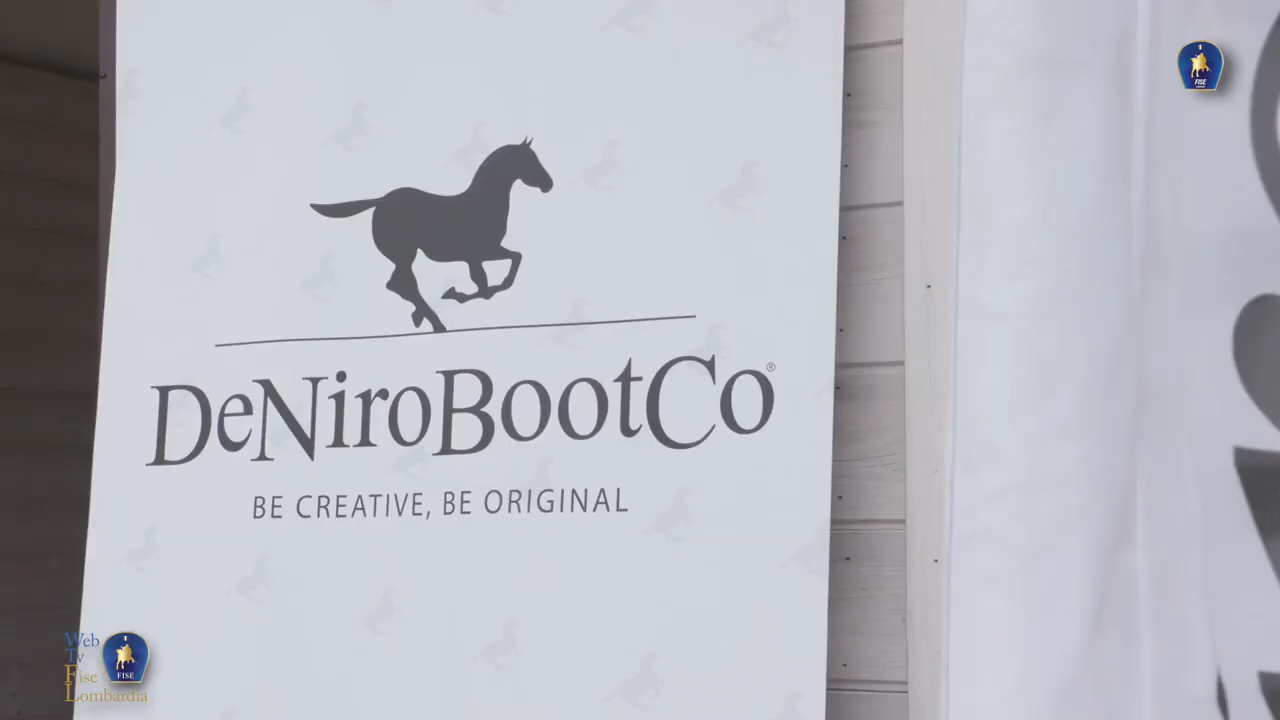 FISE
DeNiroBootCo®
BE CREATIVE, BE ORIGINAL
Web
Tv
Fise
Lombardia
FISE